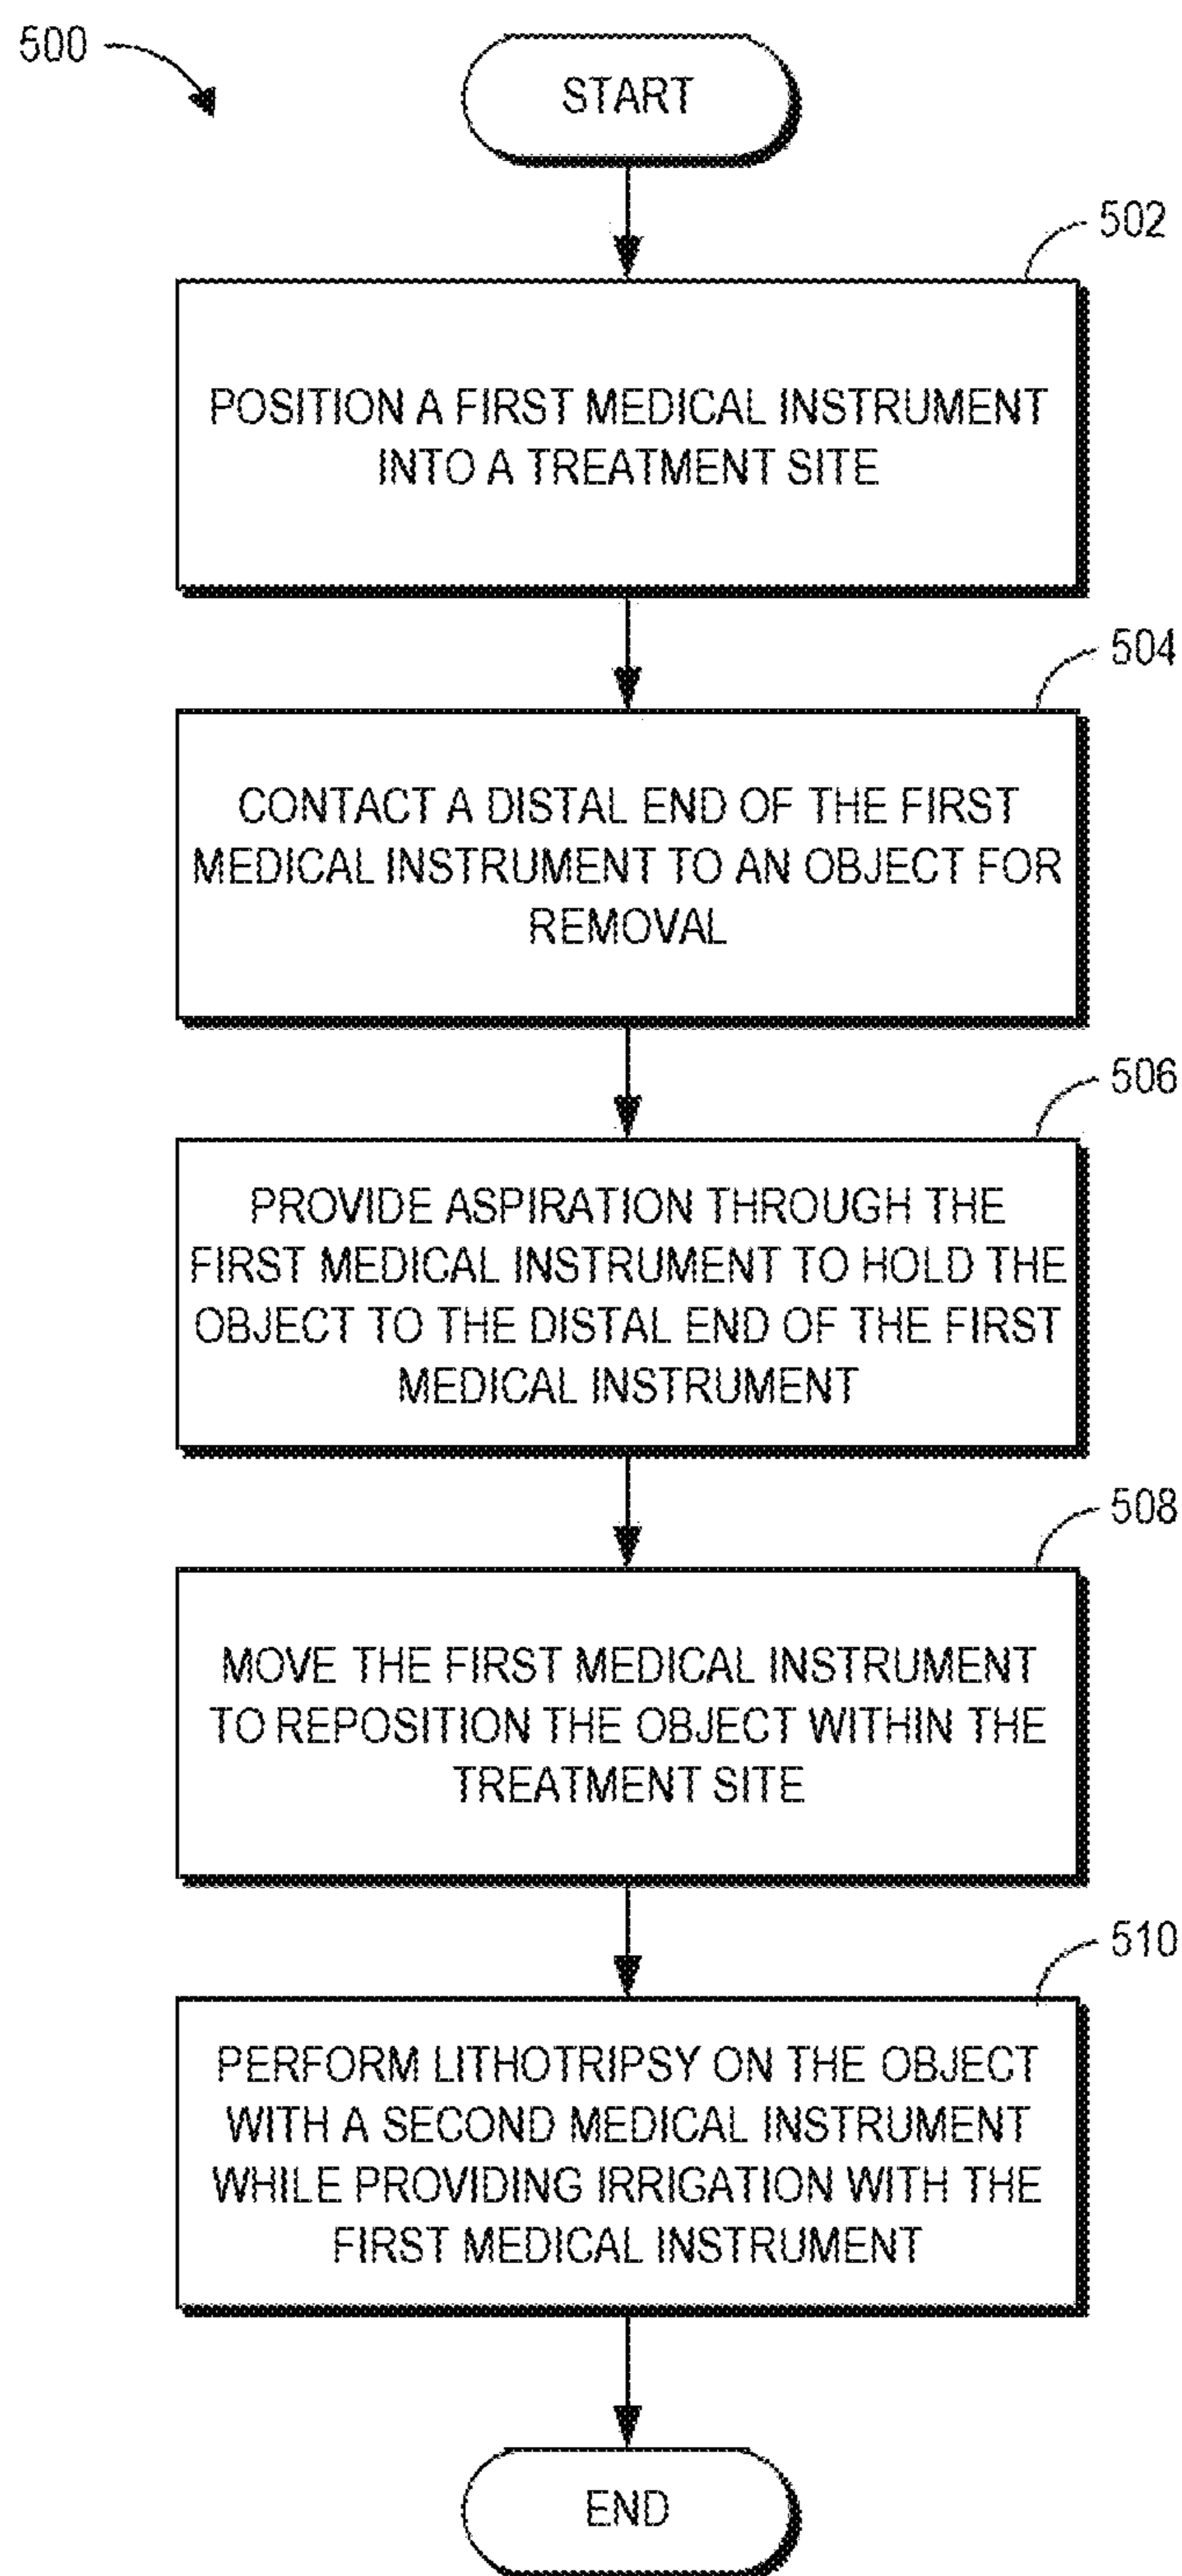 500
START
502
POSITION A FIRST MEDICAL INSTRUMENT
INTO A TREATMENT SITE
504
CONTACT A DISTAL END OF THE FIRST
MEDICAL INSTRUMENT TO AN OBJECT FOR
REMOVAL
506
PROVIDE ASPIRATION THROUGH THE
FIRST MEDICAL INSTRUMENT TO HOLD THE
OBJECT TO THE DISTAL END OF THE FIRST
MEDICAL INSTRUMENT
508
MOVE THE FIRST MEDICAL INSTRUMENT
TO REPOSITION THE OBJECT WITHIN THE
TREATMENT SITE
510
PERFORM LITHOTRIPSY ON THE OBJECT
WITH A SECOND MEDICAL INSTRUMENT
WHILE PROVIDING IRRIGATION WITH THE
FIRST MEDICAL INSTRUMENT
END